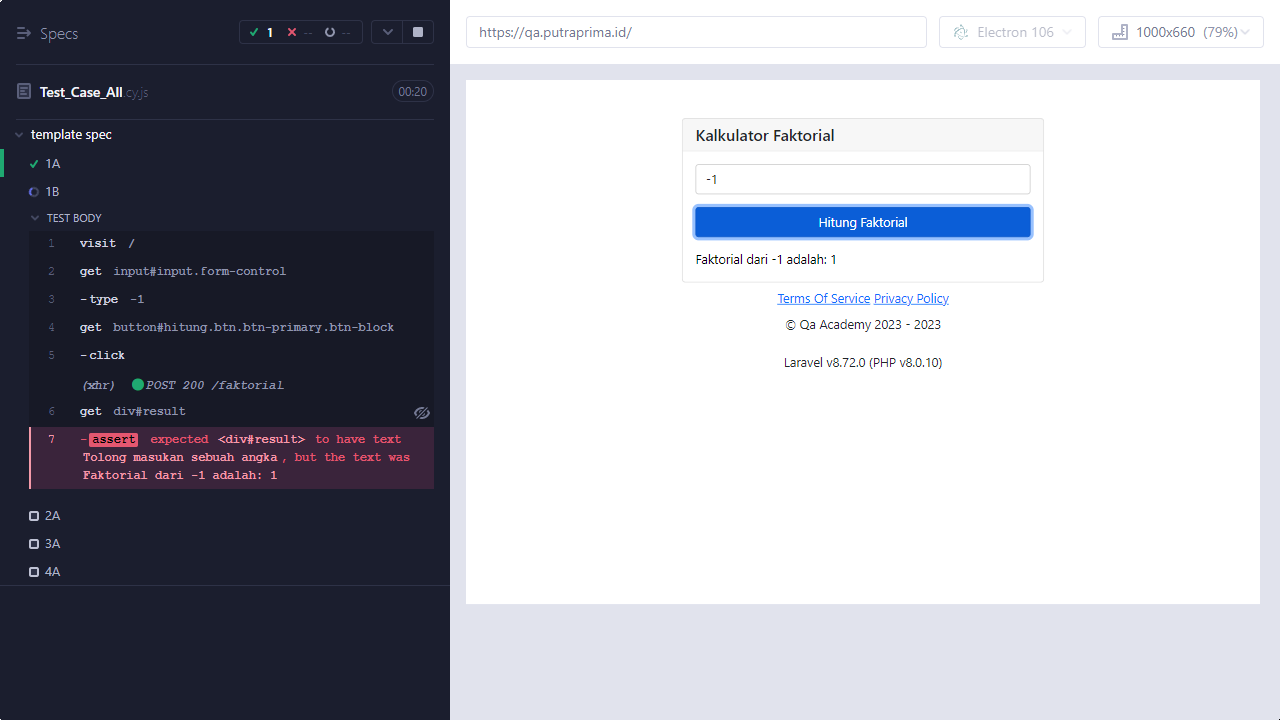 Specs
1 -- --
https://qa.putraprima.id/
Electron 106
1000x660 (79%)
Test_Case_All.cy.js
00:20
template spec
1A
1B
TEST BODY
1 visit /
2 get input#input.form-control
3 -type -1
4 get button#hitung.btn.btn-primary.btn-block
5 -click
(xhr) POST 200 /faktorial
6 get div#result
7 -assert expected <div#result> to have text
Tolong masukan sebuah angka, but the text was
Faktorial dari -1 adalah: 1
2A
3A
4A
Kalkulator Faktorial
-1
Hitung Faktorial
Faktorial dari -1 adalah: 1
Terms Of Service Privacy Policy
© Qa Academy 2023 - 2023
Laravel v8.72.0 (PHP v8.0.10)